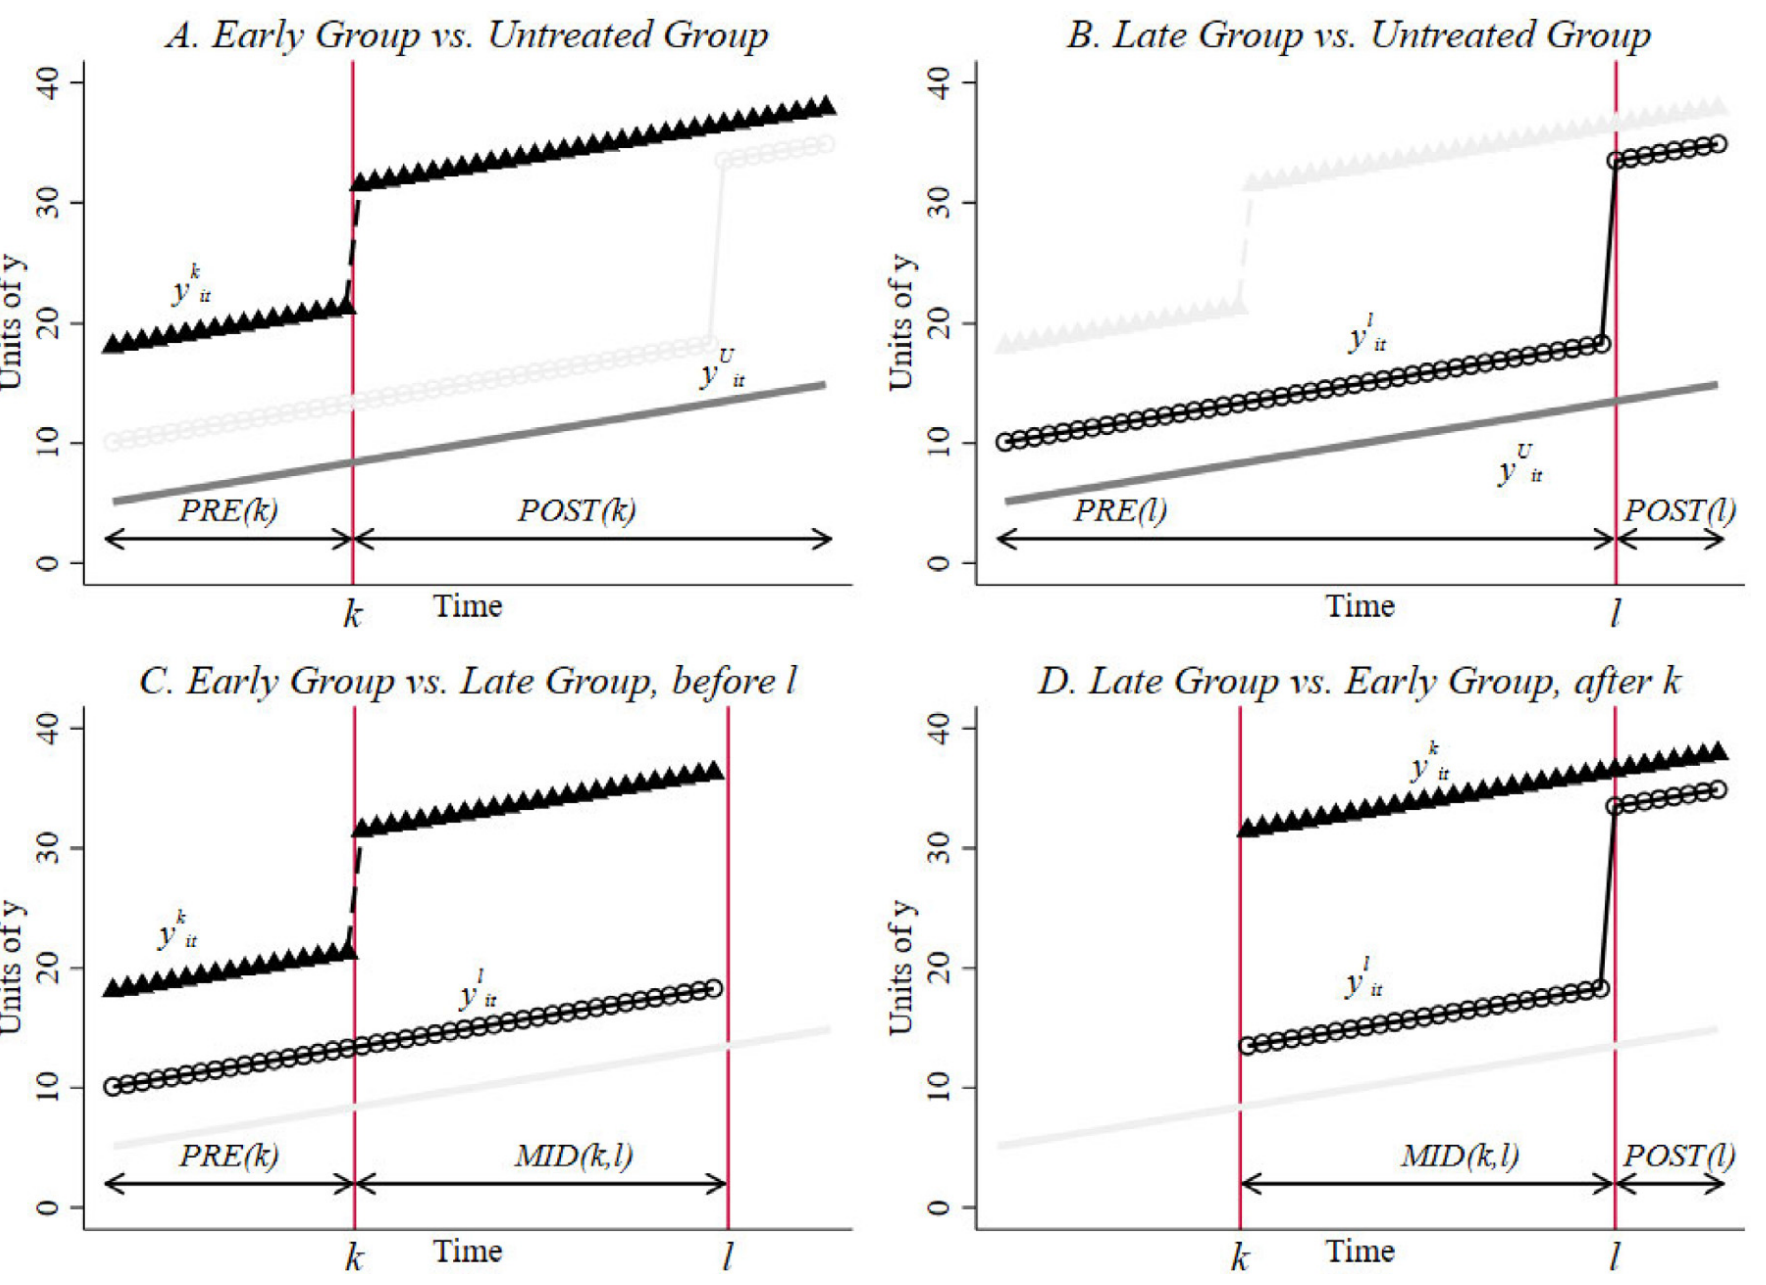 A. Early Group vs. Untreated Group
40
30
20
10
0
Units of y
y^k_it
y^U_it
PRE(k)
POST(k)
k
Time
B. Late Group vs. Untreated Group
40
30
20
10
0
Units of y
y^l_it
y^U_it
PRE(l)
POST(l)
Time
l
C. Early Group vs. Late Group, before l
40
30
20
10
0
Units of y
y^k_it
y^l_it
PRE(k)
MID(k,l)
k
Time
l
D. Late Group vs. Early Group, after k
40
30
20
10
0
Units of y
y^k_it
y^l_it
MID(k,l)
POST(l)
k
Time
l